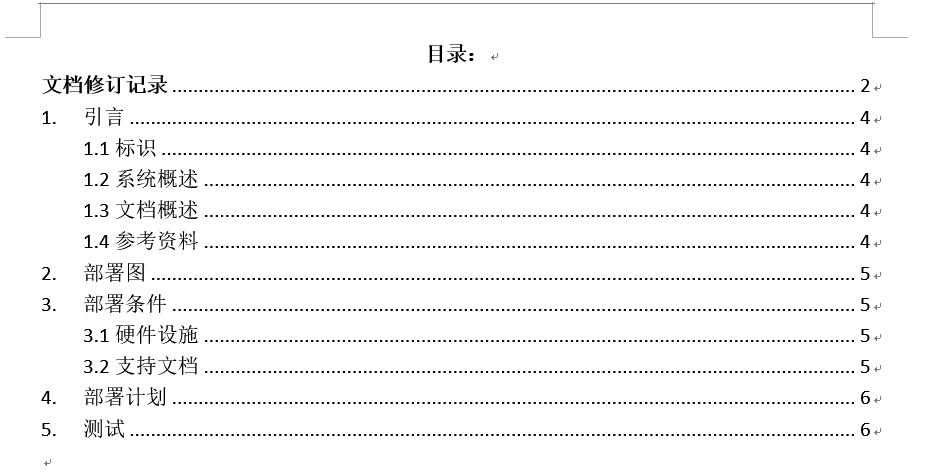 目录：
文档修订记录 2
1. 引言 4
1.1 标识 4
1.2 系统概述 4
1.3 文档概述 4
1.4 参考资料 4
2. 部署图 5
3. 部署条件 5
3.1 硬件设施 5
3.2 支持文档 5
4. 部署计划 6
5. 测试 6